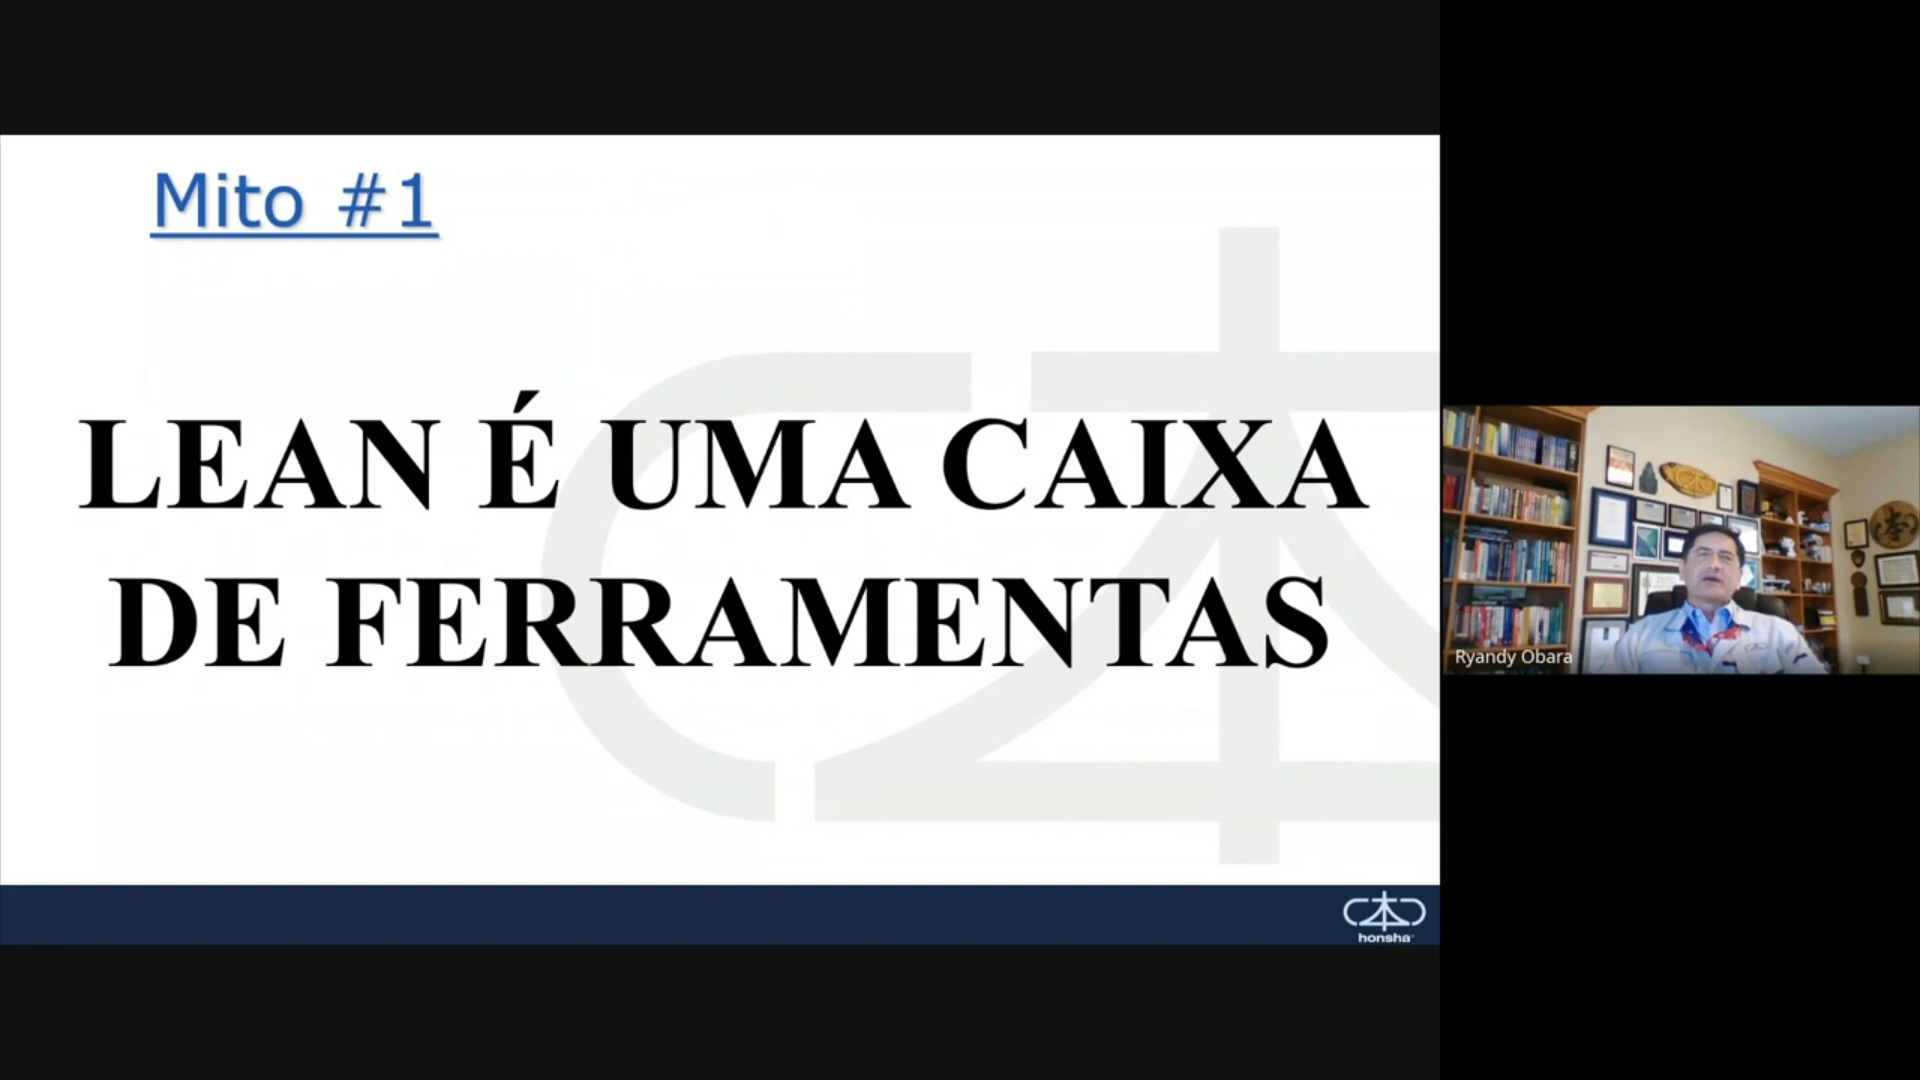 Mito #1
LEAN É UMA CAIXA
DE FERRAMENTAS
Ryandy Obara
honsha